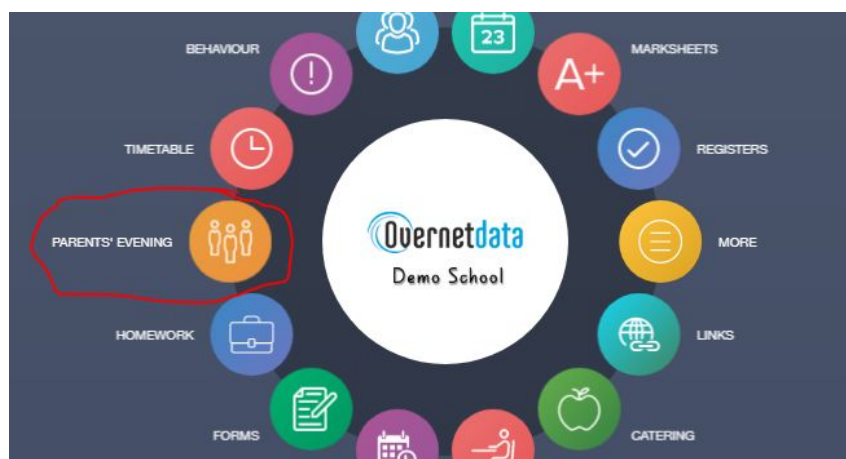 23
BEHAVIOUR
MARKSHEETS
A+
TIMETABLE
REGISTERS
PARENTS' EVENING
Overnetdata
MORE
Demo School
HOMEWORK
LINKS
FORMS
CATERING